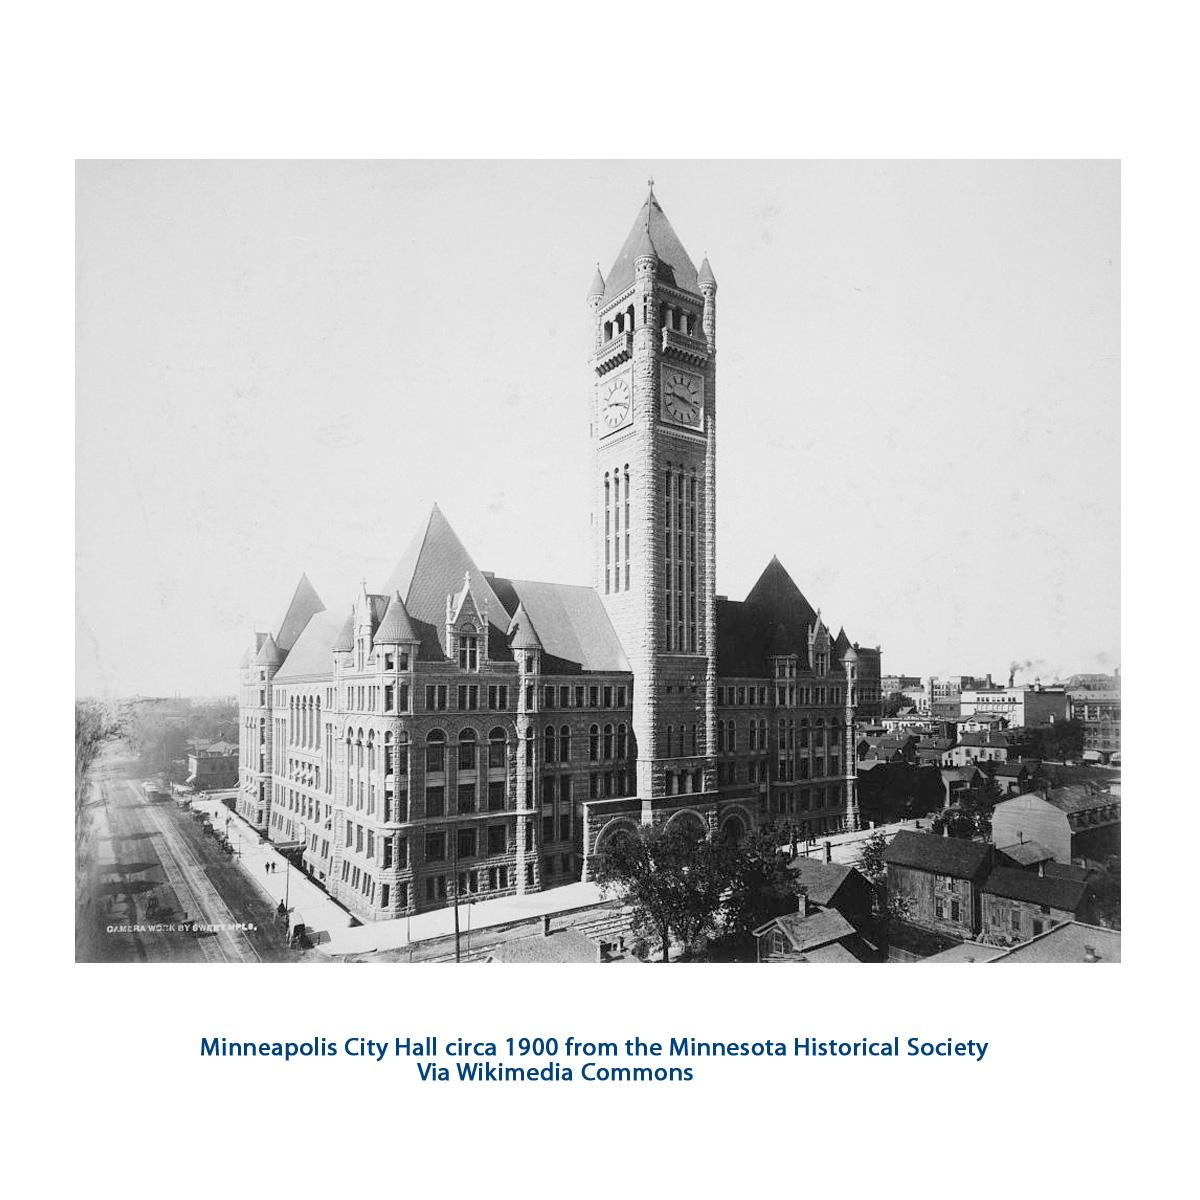 CAMERA WORK BY SWEET MPLS,
Minneapolis City Hall circa 1900 from the Minnesota Historical Society
Via Wikimedia Commons